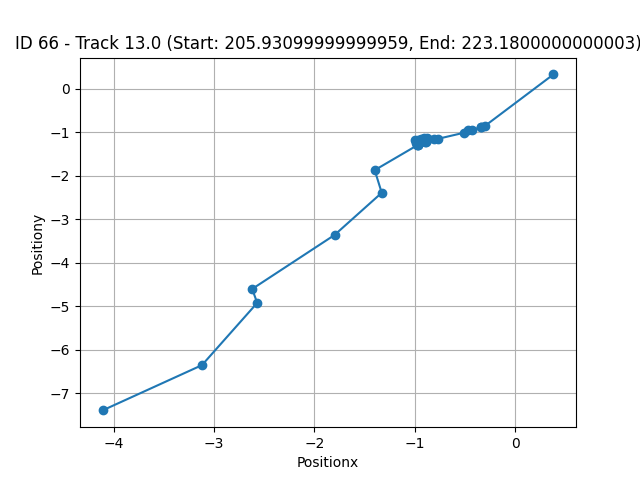 ID 66 - Track 13.0 (Start: 205.93099999999959, End: 223.1800000000003)
0
−1
−2
−3
−4
−5
−6
−7
Positiony
−4 −3 −2 −1 0
Positionx